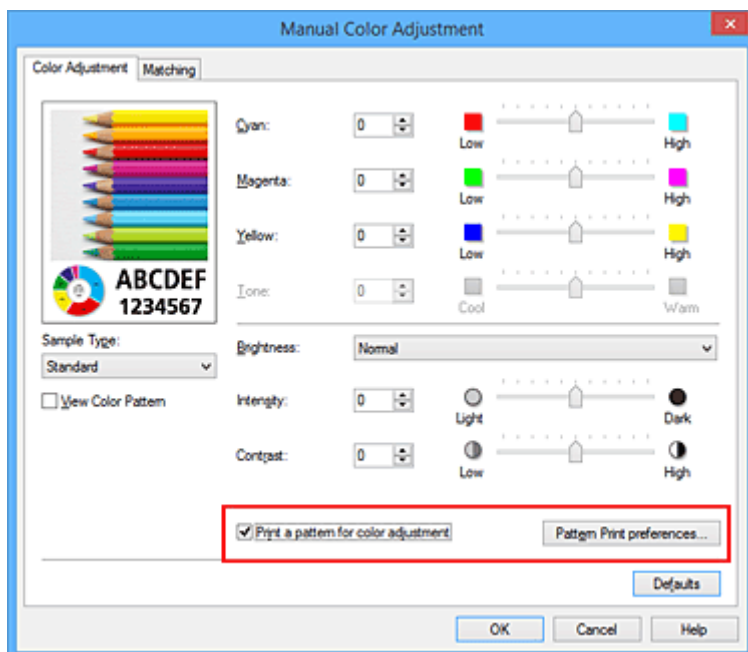 Manual Color Adjustment
Color Adjustment Matching
Cyan: 0 Low High
Magenta: 0 Low High
Yellow: 0 Low High
Tone: 0 Cool Warm
ABCDEF
1234567
Sample Type:
Standard
View Color Pattern
Brightness: Normal
Intensity: 0 Light Dark
Contrast: 0 Low High
Print a pattern for color adjustment Pattern Print preferences...
Defaults
OK Cancel Help